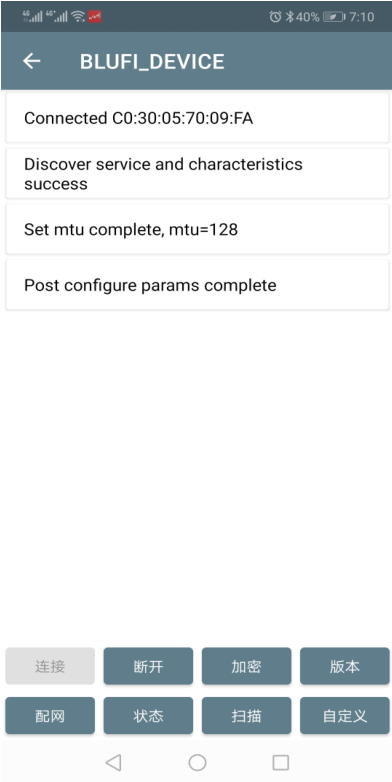 46 46+ 40% 7:10
BLUFI_DEVICE
Connected C0:30:05:70:09:FA
Discover service and characteristics
success
Set mtu complete, mtu=128
Post configure params complete
连接 断开 加密 版本
配网 状态 扫描 自定义